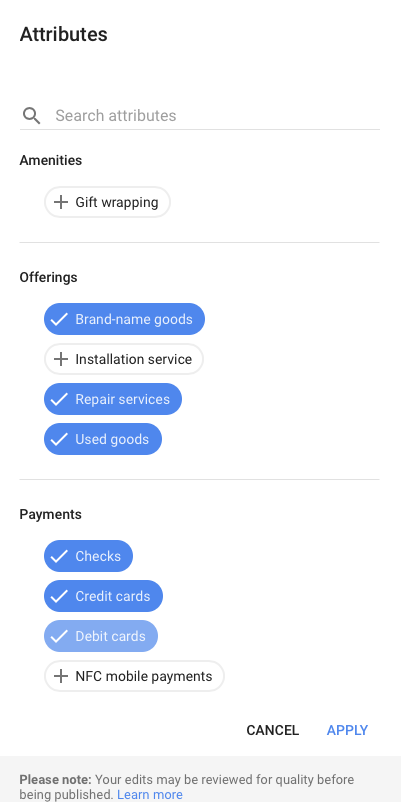 Attributes
Search attributes
Amenities
Gift wrapping
Offerings
Brand-name goods
Installation service
Repair services
Used goods
Payments
Checks
Credit cards
Debit cards
NFC mobile payments
CANCEL APPLY
Please note: Your edits may be reviewed for quality before
being published. Learn more